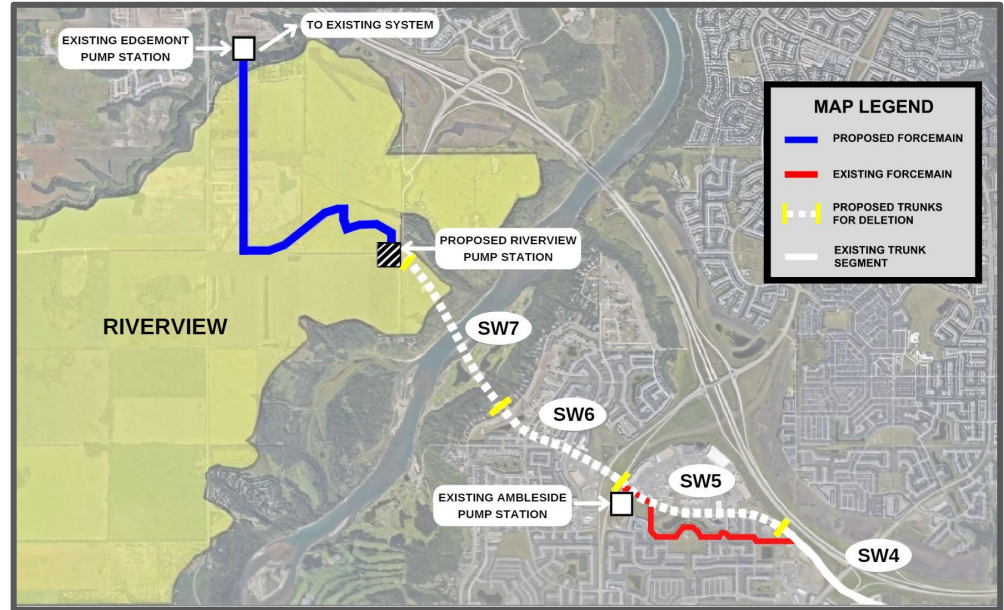 EXISTING EDGEMONT
PUMP STATION
TO EXISTING SYSTEM
MAP LEGEND
PROPOSED FORCEMAIN
EXISTING FORCEMAIN
PROPOSED TRUNKS
FOR DELETION
EXISTING TRUNK
SEGMENT
PROPOSED RIVERVIEW
PUMP STATION
RIVERVIEW
SW7
SW6
SW5
EXISTING AMBLESIDE
PUMP STATION
SW4